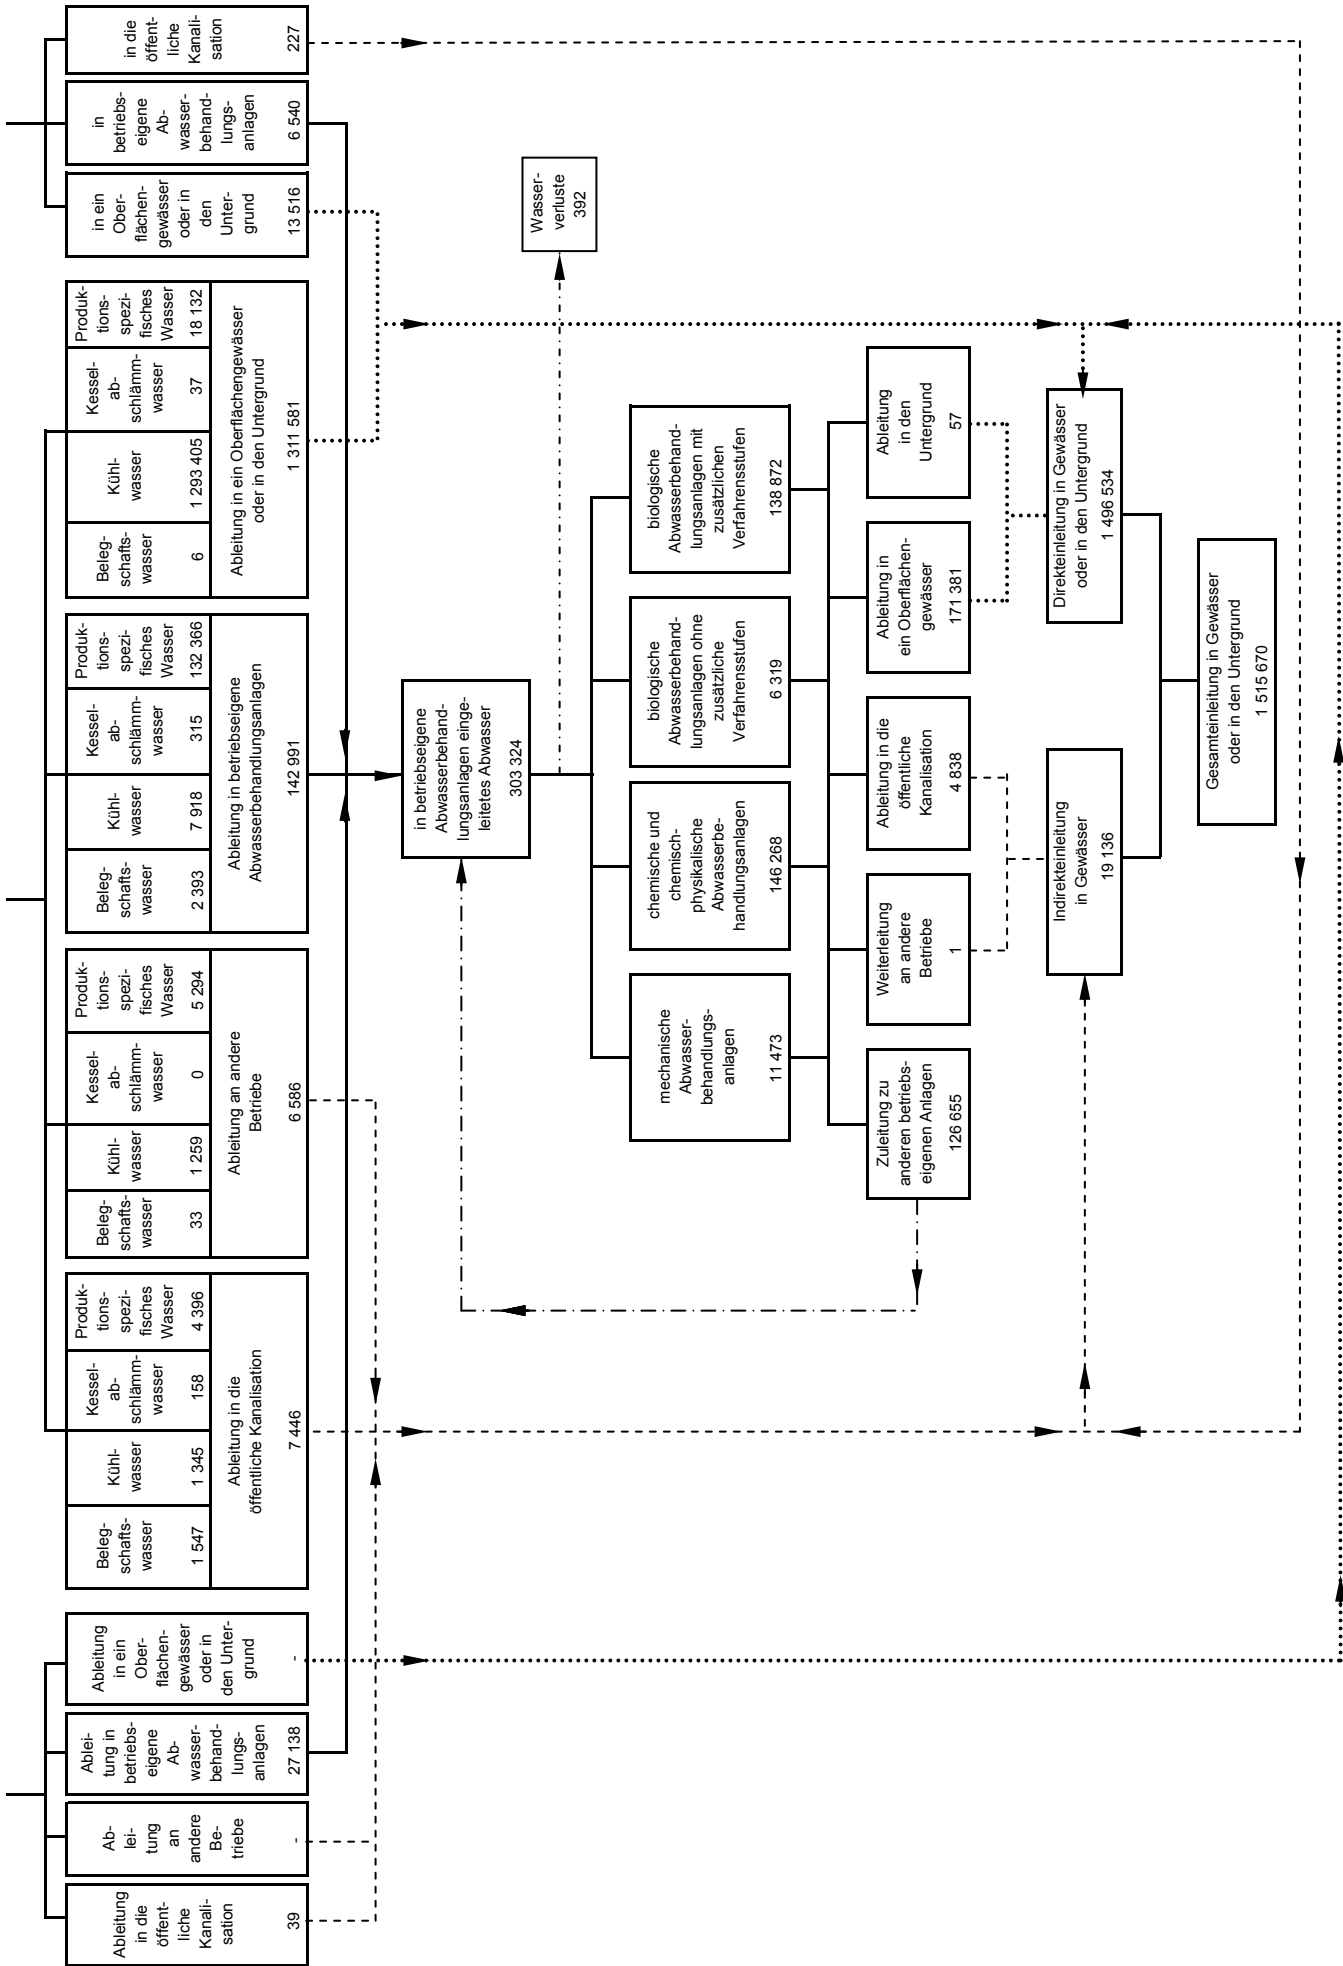 Ableitung
in die
öffent-
liche
Kanali-
sation
39
Ab-
lei-
tung
an
andere
Be-
triebe
-
Ablei-
tung in
betriebs-
eigene
Ab-
wasser-
behand-
lungs-
anlagen
27 138
Ableitung
in ein
Ober-
flächen-
gewässer
oder in
den Unter-
grund
-
Beleg-
schafts-
wasser
1 547
Kühl-
wasser
1 345
Kessel-
ab-
schlämm-
wasser
158
Produk-
tions-
spezi-
fisches
Wasser
4 396
Ableitung in die
öffentliche Kanalisation
7 446
Beleg-
schafts-
wasser
33
Kühl-
wasser
1 259
Kessel-
ab-
schlämm-
wasser
0
Produk-
tions-
spezi-
fisches
Wasser
5 294
Ableitung an andere
Betriebe
6 586
Beleg-
schafts-
wasser
2 393
Kühl-
wasser
7 918
Kessel-
ab-
schlämm-
wasser
315
Produk-
tions-
spezi-
fisches
Wasser
132 366
Ableitung in betriebseigene
Abwasserbehandlungsanlagen
142 991
Beleg-
schafts-
wasser
6
Kühl-
wasser
1 293 405
Kessel-
ab-
schlämm-
wasser
37
Produk-
tions-
spezi-
fisches
Wasser
18 132
Ableitung in ein Oberflächengewässer
oder in den Untergrund
1 311 581
in ein
Ober-
flächen-
gewässer
oder in
den
Unter-
grund
13 516
in
betriebs-
eigene
Ab-
wasser-
behand-
lungs-
anlagen
6 540
in die
öffent-
liche
Kanali-
sation
227
in betriebseigene
Abwasserbehand-
lungsanlagen einge-
leitetes Abwasser
303 324
Wasser-
verluste
392
mechanische
Abwasser-
behandlungs-
anlagen
11 473
chemische und
chemisch-
physikalische
Abwasserbe-
handlungsanlagen
146 268
biologische
Abwasserbehand-
lungsanlagen ohne
zusätzliche
Verfahrensstufen
6 319
biologische
Abwasserbehand-
lungsanlagen mit
zusätzlichen
Verfahrensstufen
138 872
Zuleitung zu
anderen betriebs-
eigenen Anlagen
126 655
Weiterleitung
an andere
Betriebe
1
Ableitung in die
öffentliche
Kanalisation
4 838
Ableitung in
ein Oberflächen-
gewässer
171 381
Ableitung
in den
Untergrund
57
Indirekteinleitung
in Gewässer
19 136
Direkteinleitung in Gewässer
oder in den Untergrund
1 496 534
Gesamteinleitung in Gewässer
oder in den Untergrund
1 515 670